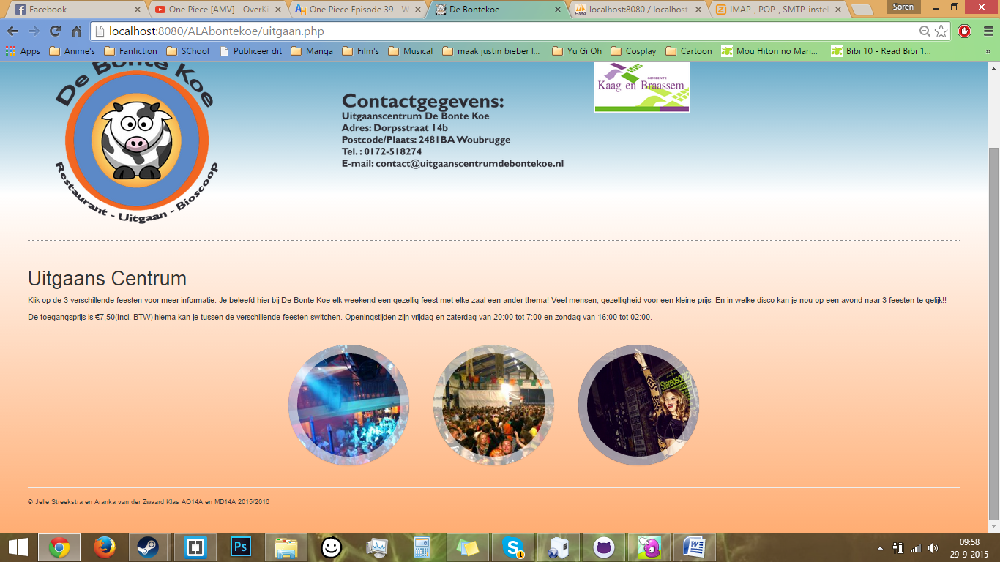 Facebook
One Piece [AMV] - OverKi
One Piece Episode 39 - W
De Bontekoe
localhost:8080 / localhost
IMAP-, POP-, SMTP-instel
Soren
localhost:8080/ALAbontekoe/uitgaan.php
Apps
Anime's
Fanfiction
SChool
Publiceer dit
Manga
Film's
Musical
maak justin bieber l...
Yu Gi Oh
Cosplay
Cartoon
Mou Hitori no Mari...
Bibi 10 - Read Bibi 1...
»
De Bonte Koe
Restaurant - Uitgaan - Bioscoop
Contactgegevens:
Uitgaanscentrum De Bonte Koe
Adres: Dorpsstraat 14b
Postcode/Plaats: 2481BA Woubrugge
Tel. : 0172-518274
E-mail: contact@uitgaanscentrumdebontekoe.nl
GEMEENTE
Kaag en Braassem
Uitgaans Centrum
Klik op de 3 verschillende feesten voor meer informatie. Je beleefd hier bij De Bonte Koe elk weekend een gezellig feest met elke zaal een ander thema! Veel mensen, gezelligheid voor een kleine prijs. En in welke disco kan je nou op een avond naar 3 feesten te gelijk!!
De toegangsprijs is €7,50(Incl. BTW) hierna kan je tussen de verschillende feesten switchen. Openingstijden zijn vrijdag en zaterdag van 20:00 tot 7:00 en zondag van 16:00 tot 02:00.
Stereosonic
© Jelle Streekstra en Aranka van der Zwaard Klas AO14A en MD14A 2015/2016
Ps
1
09:58
29-9-2015